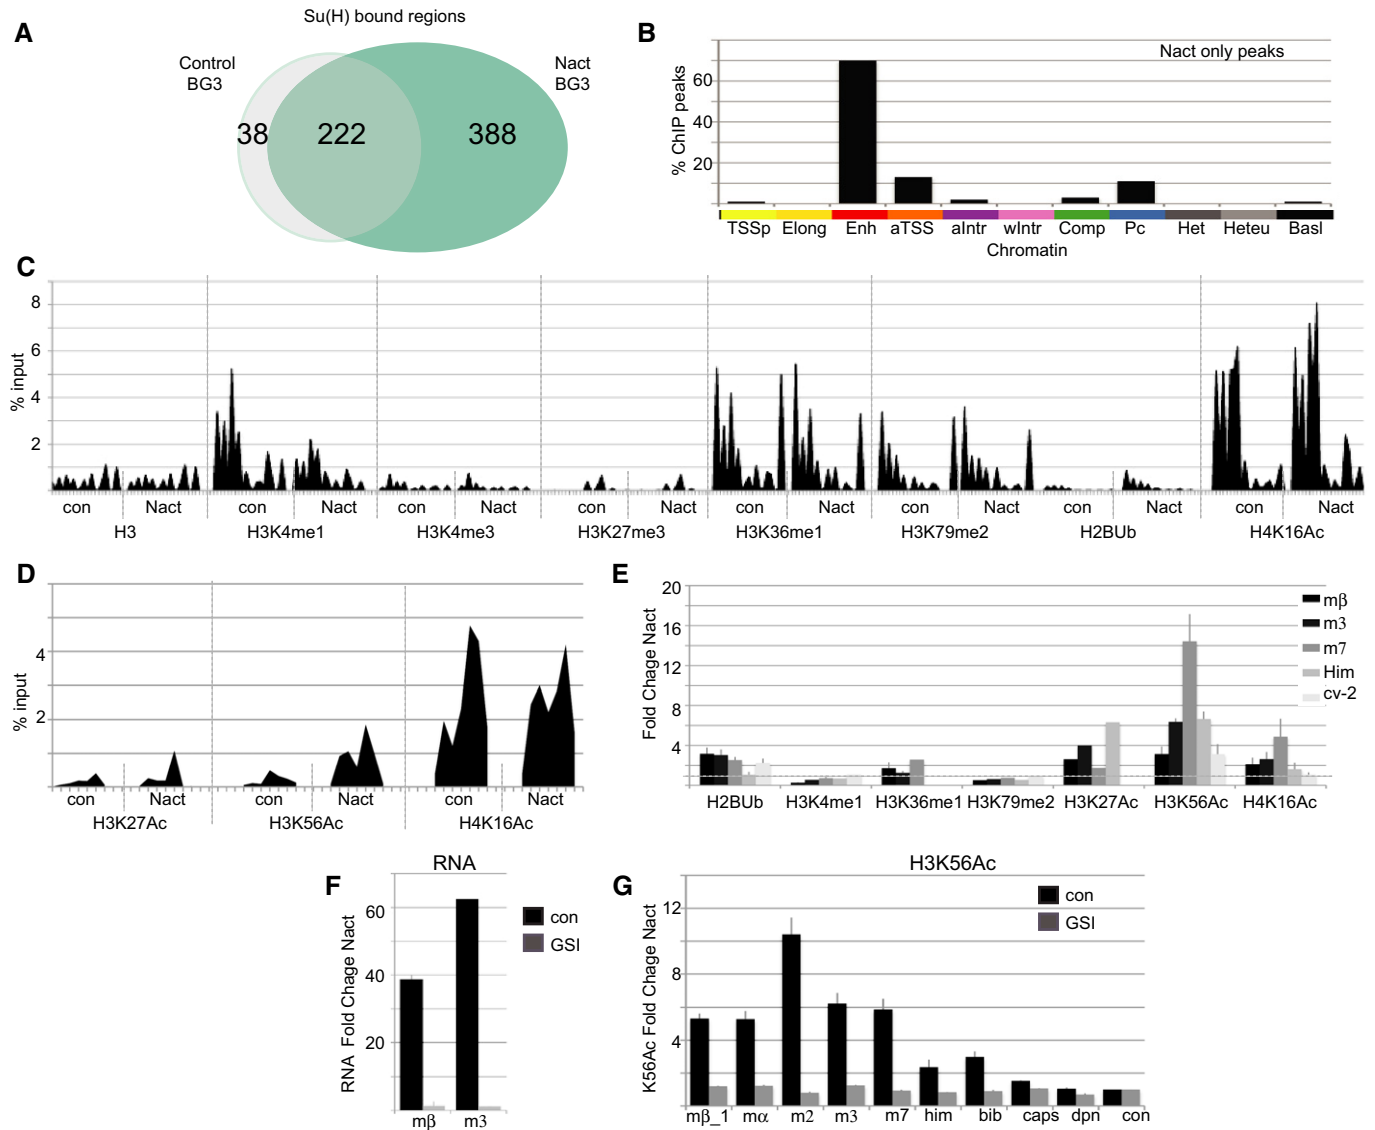 A
Su(H) bound regions
Control
BG3
Nact
BG3
38
222
388
B
Nact only peaks
% ChIP peaks
60
40
20
TSSp Elong Enh aTSS aIntr wIntr Comp Pc Het Heteu Basl
Chromatin
C
% input
8
6
4
2
con Nact con Nact con Nact con Nact con Nact con Nact con Nact con Nact
H3 H3K4me1 H3K4me3 H3K27me3 H3K36me1 H3K79me2 H2BUb H4K16Ac
D
% input
4
2
con Nact con Nact con Nact
H3K27Ac H3K56Ac H4K16Ac
E
Fold Chage Nact
20
16
12
8
4
mβ
m3
m7
Him
cv-2
H2BUb H3K4me1 H3K36me1 H3K79me2 H3K27Ac H3K56Ac H4K16Ac
F
RNA
RNA Fold Chage Nact
60
40
20
con
GSI
mβ m3
G
H3K56Ac
K56Ac Fold Chage Nact
12
8
4
con
GSI
mβ_1 mα m2 m3 m7 him bib caps dpn con